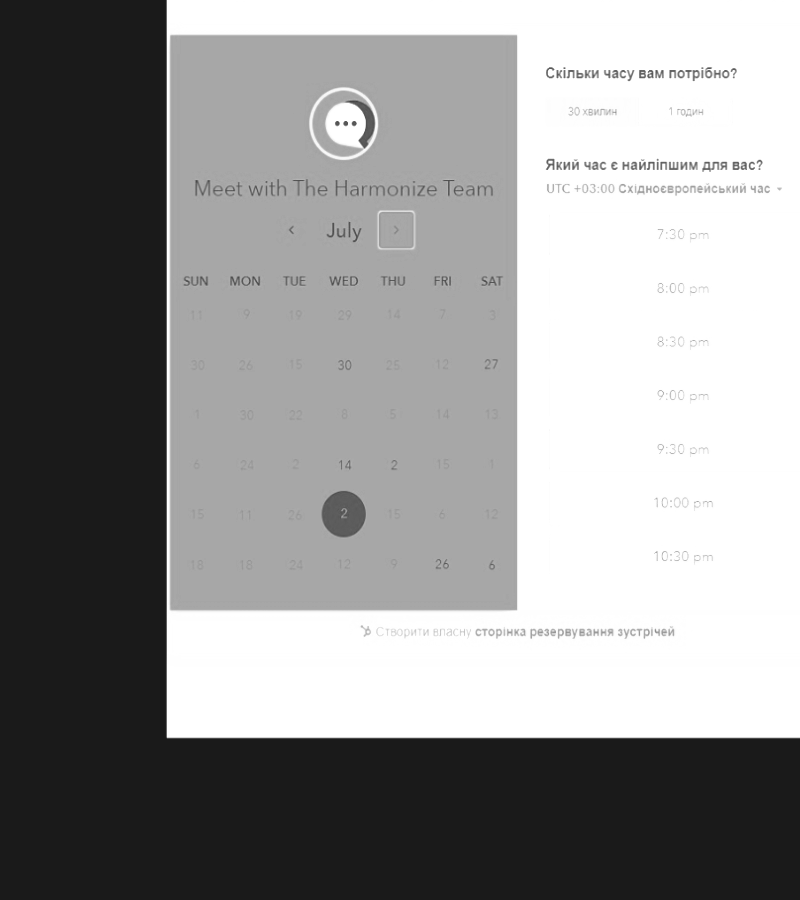 Meet with The Harmonize Team
July
SUN MON TUE WED THU FRI SAT
11 9 19 29 14 7 3
30 26 15 30 25 12 27
1 30 22 8 5 14 13
6 24 2 14 2 15 1
15 11 26 2 15 6 12
18 18 24 12 9 26 6
Скільки часу вам потрібно?
30 хвилин 1 годин
Який час є найліпшим для вас?
UTC +03:00 Східноєвропейський час
7:30 pm
8:00 pm
8:30 pm
9:00 pm
9:30 pm
10:00 pm
10:30 pm
Створити власну сторінка резервування зустрічей